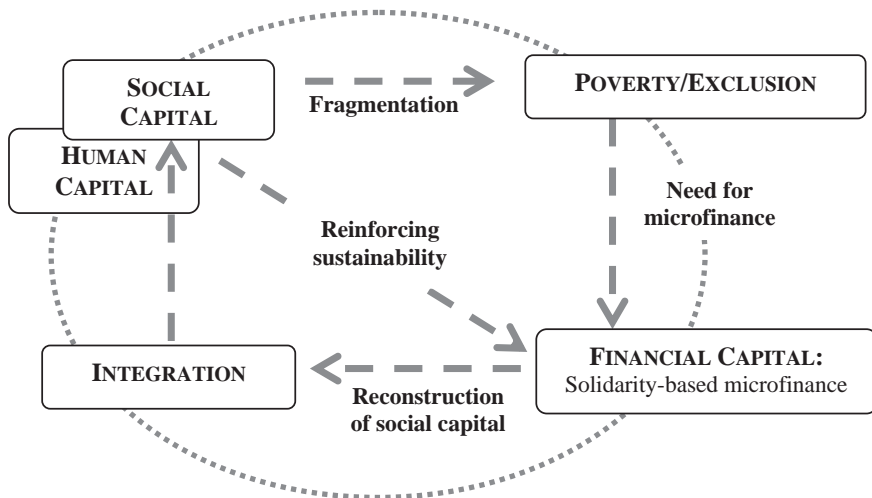 SOCIAL
CAPITAL
Fragmentation
POVERTY/EXCLUSION
HUMAN
CAPITAL
Need for
microfinance
Reinforcing
sustainability
INTEGRATION
Reconstruction
of social capital
FINANCIAL CAPITAL:
Solidarity-based microfinance